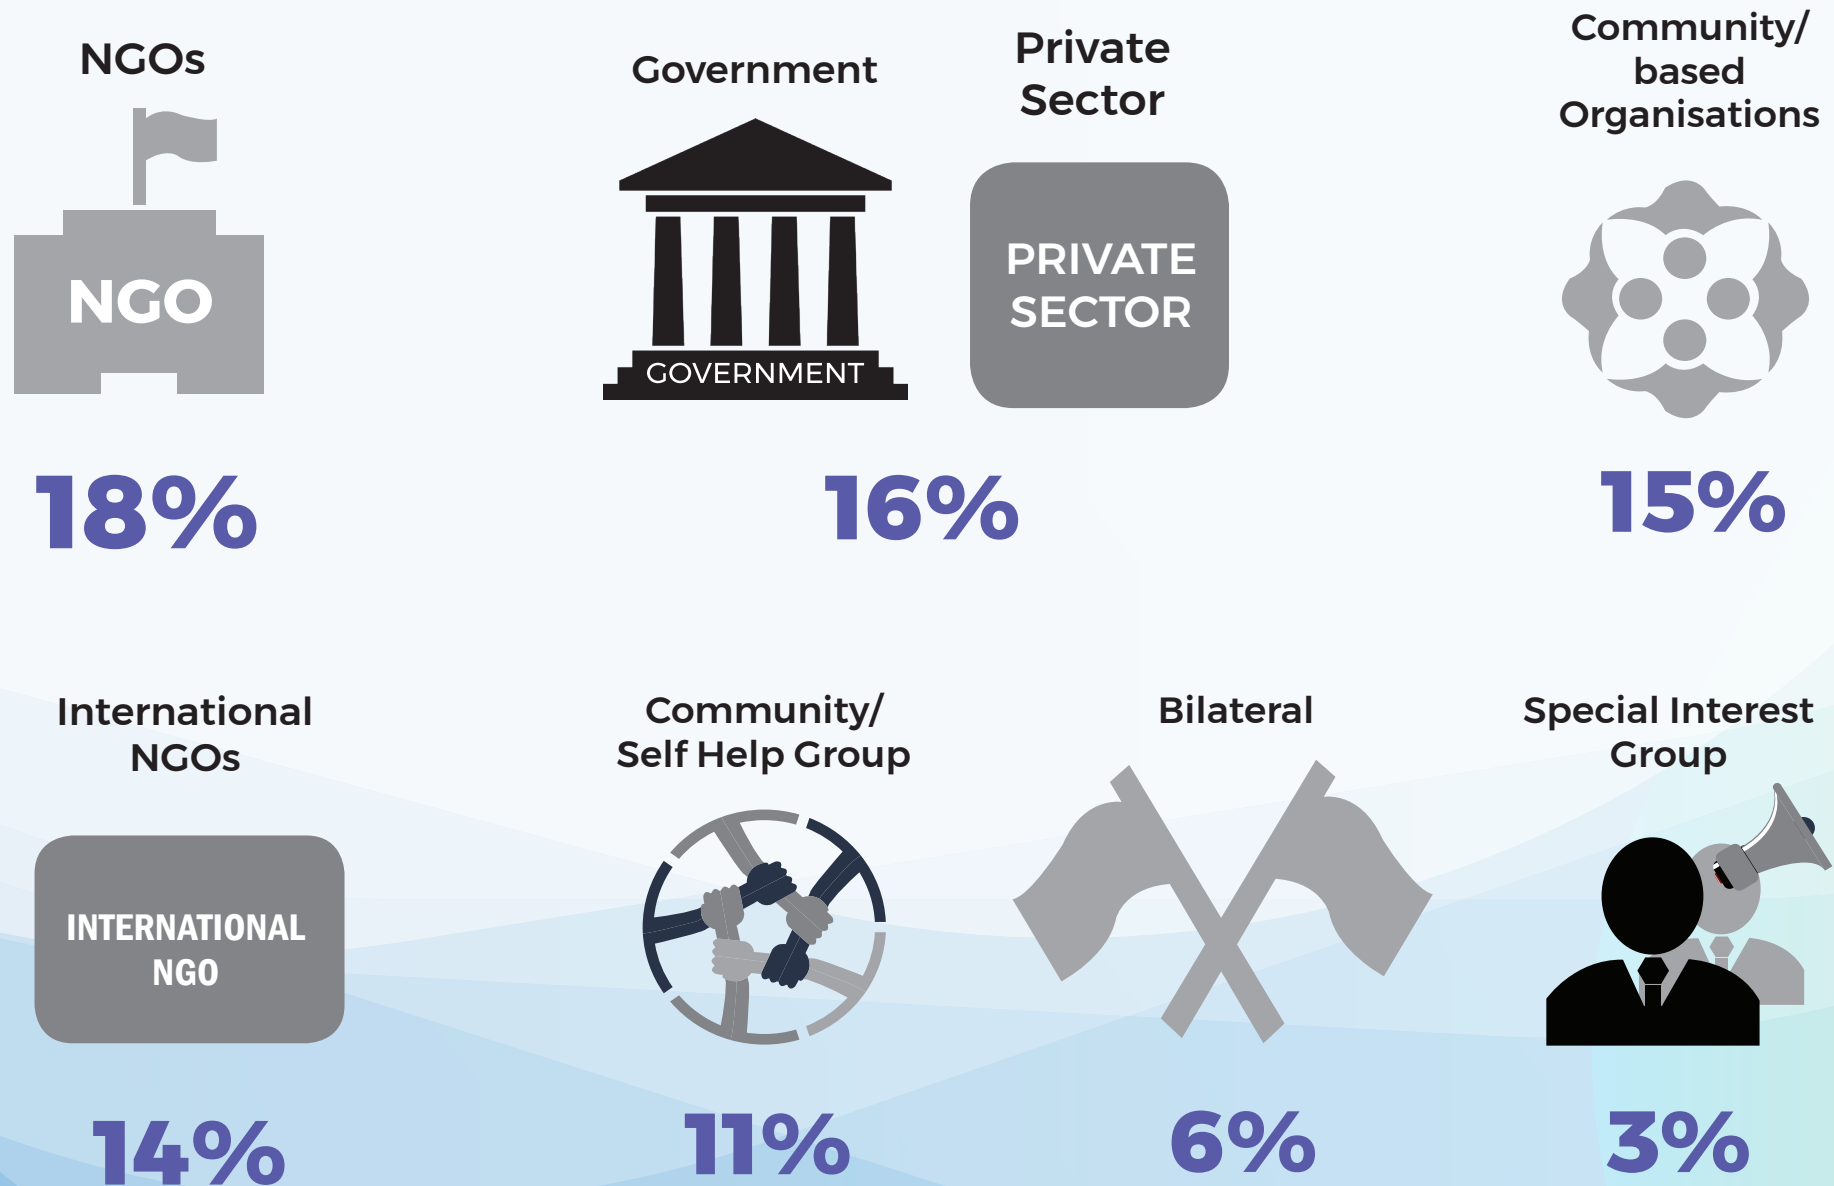 NGOs
NGO
18%
Government
GOVERNMENT
Private
Sector
PRIVATE
SECTOR
16%
Community/
based
Organisations
15%
International
NGOs
INTERNATIONAL
NGO
14%
Community/
Self Help Group
11%
Bilateral
6%
Special Interest
Group
3%